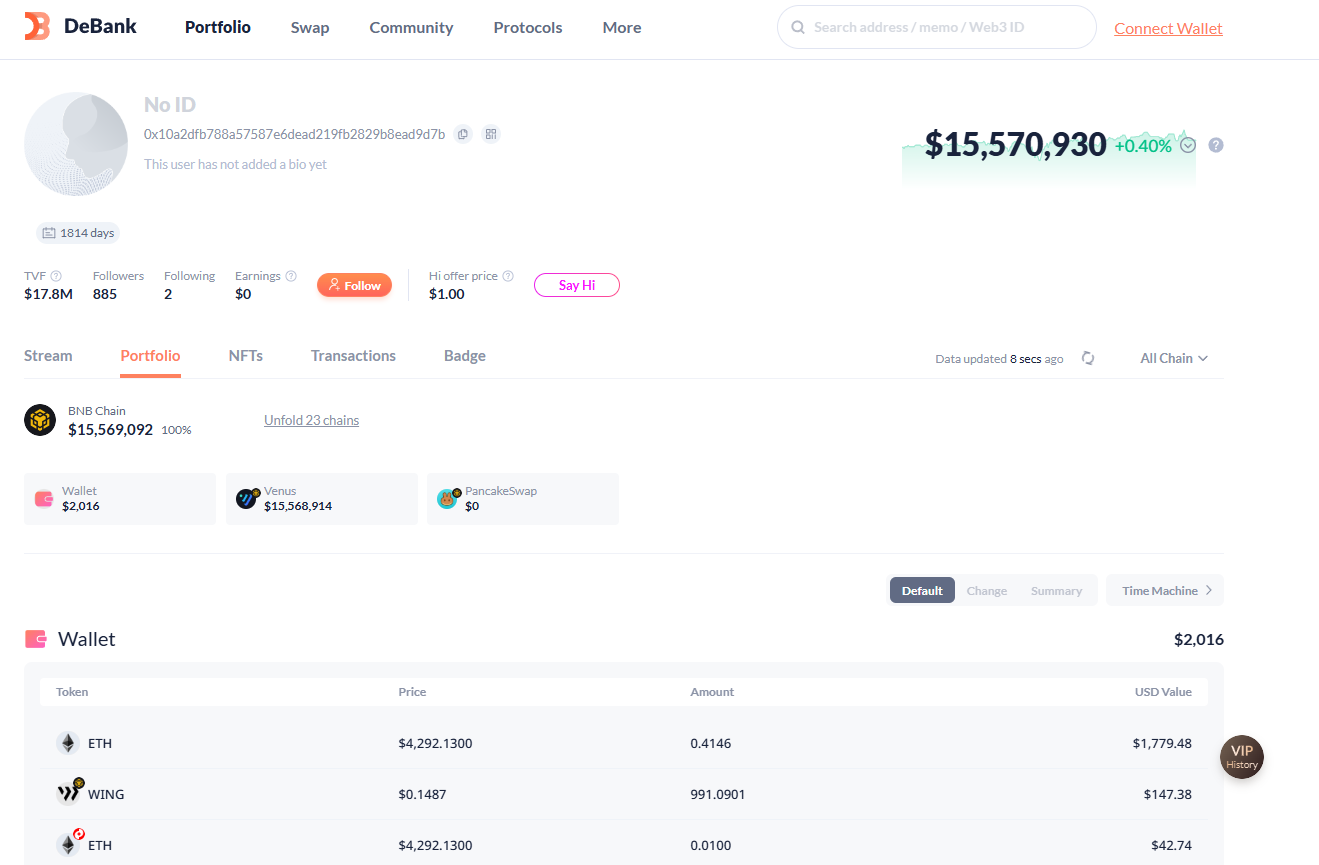 DeBank Portfolio Swap Community Protocols More Search address / memo / Web3 ID Connect Wallet
No ID
0x10a2dfb788a57587e6dead219fb2829b8ead9d7b
This user has not added a bio yet
$15,570,930 +0.40% ?
1814 days
TVF ? Followers Following Earnings ? Follow Hi offer price ? Say Hi
$17.8M 885 2 $0 $1.00
Stream Portfolio NFTs Transactions Badge Data updated 8 secs ago All Chain
BNB Chain
$15,569,092 100% Unfold 23 chains
Wallet Venus PancakeSwap
$2,016 $15,568,914 $0
Default Change Summary Time Machine
Wallet $2,016
Token Price Amount USD Value
ETH $4,292.1300 0.4146 $1,779.48
VIP
History
WING $0.1487 991.0901 $147.38
ETH $4,292.1300 0.0100 $42.74